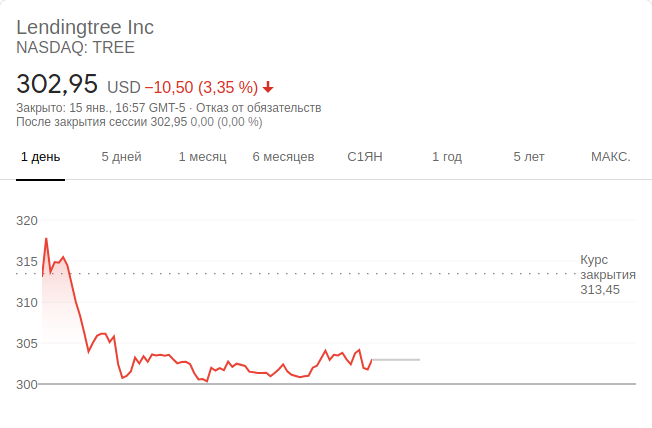 Lendingtree Inc
NASDAQ: TREE
302,95 USD −10,50 (3,35 %)
Закрыто: 15 янв., 16:57 GMT-5 · Отказ от обязательств
После закрытия сессии 302,95 0,00 (0,00 %)
1 день 5 дней 1 месяц 6 месяцев С1ЯН 1 год 5 лет МАКС.
320
315
310
305
300
Курс
закрытия
313,45